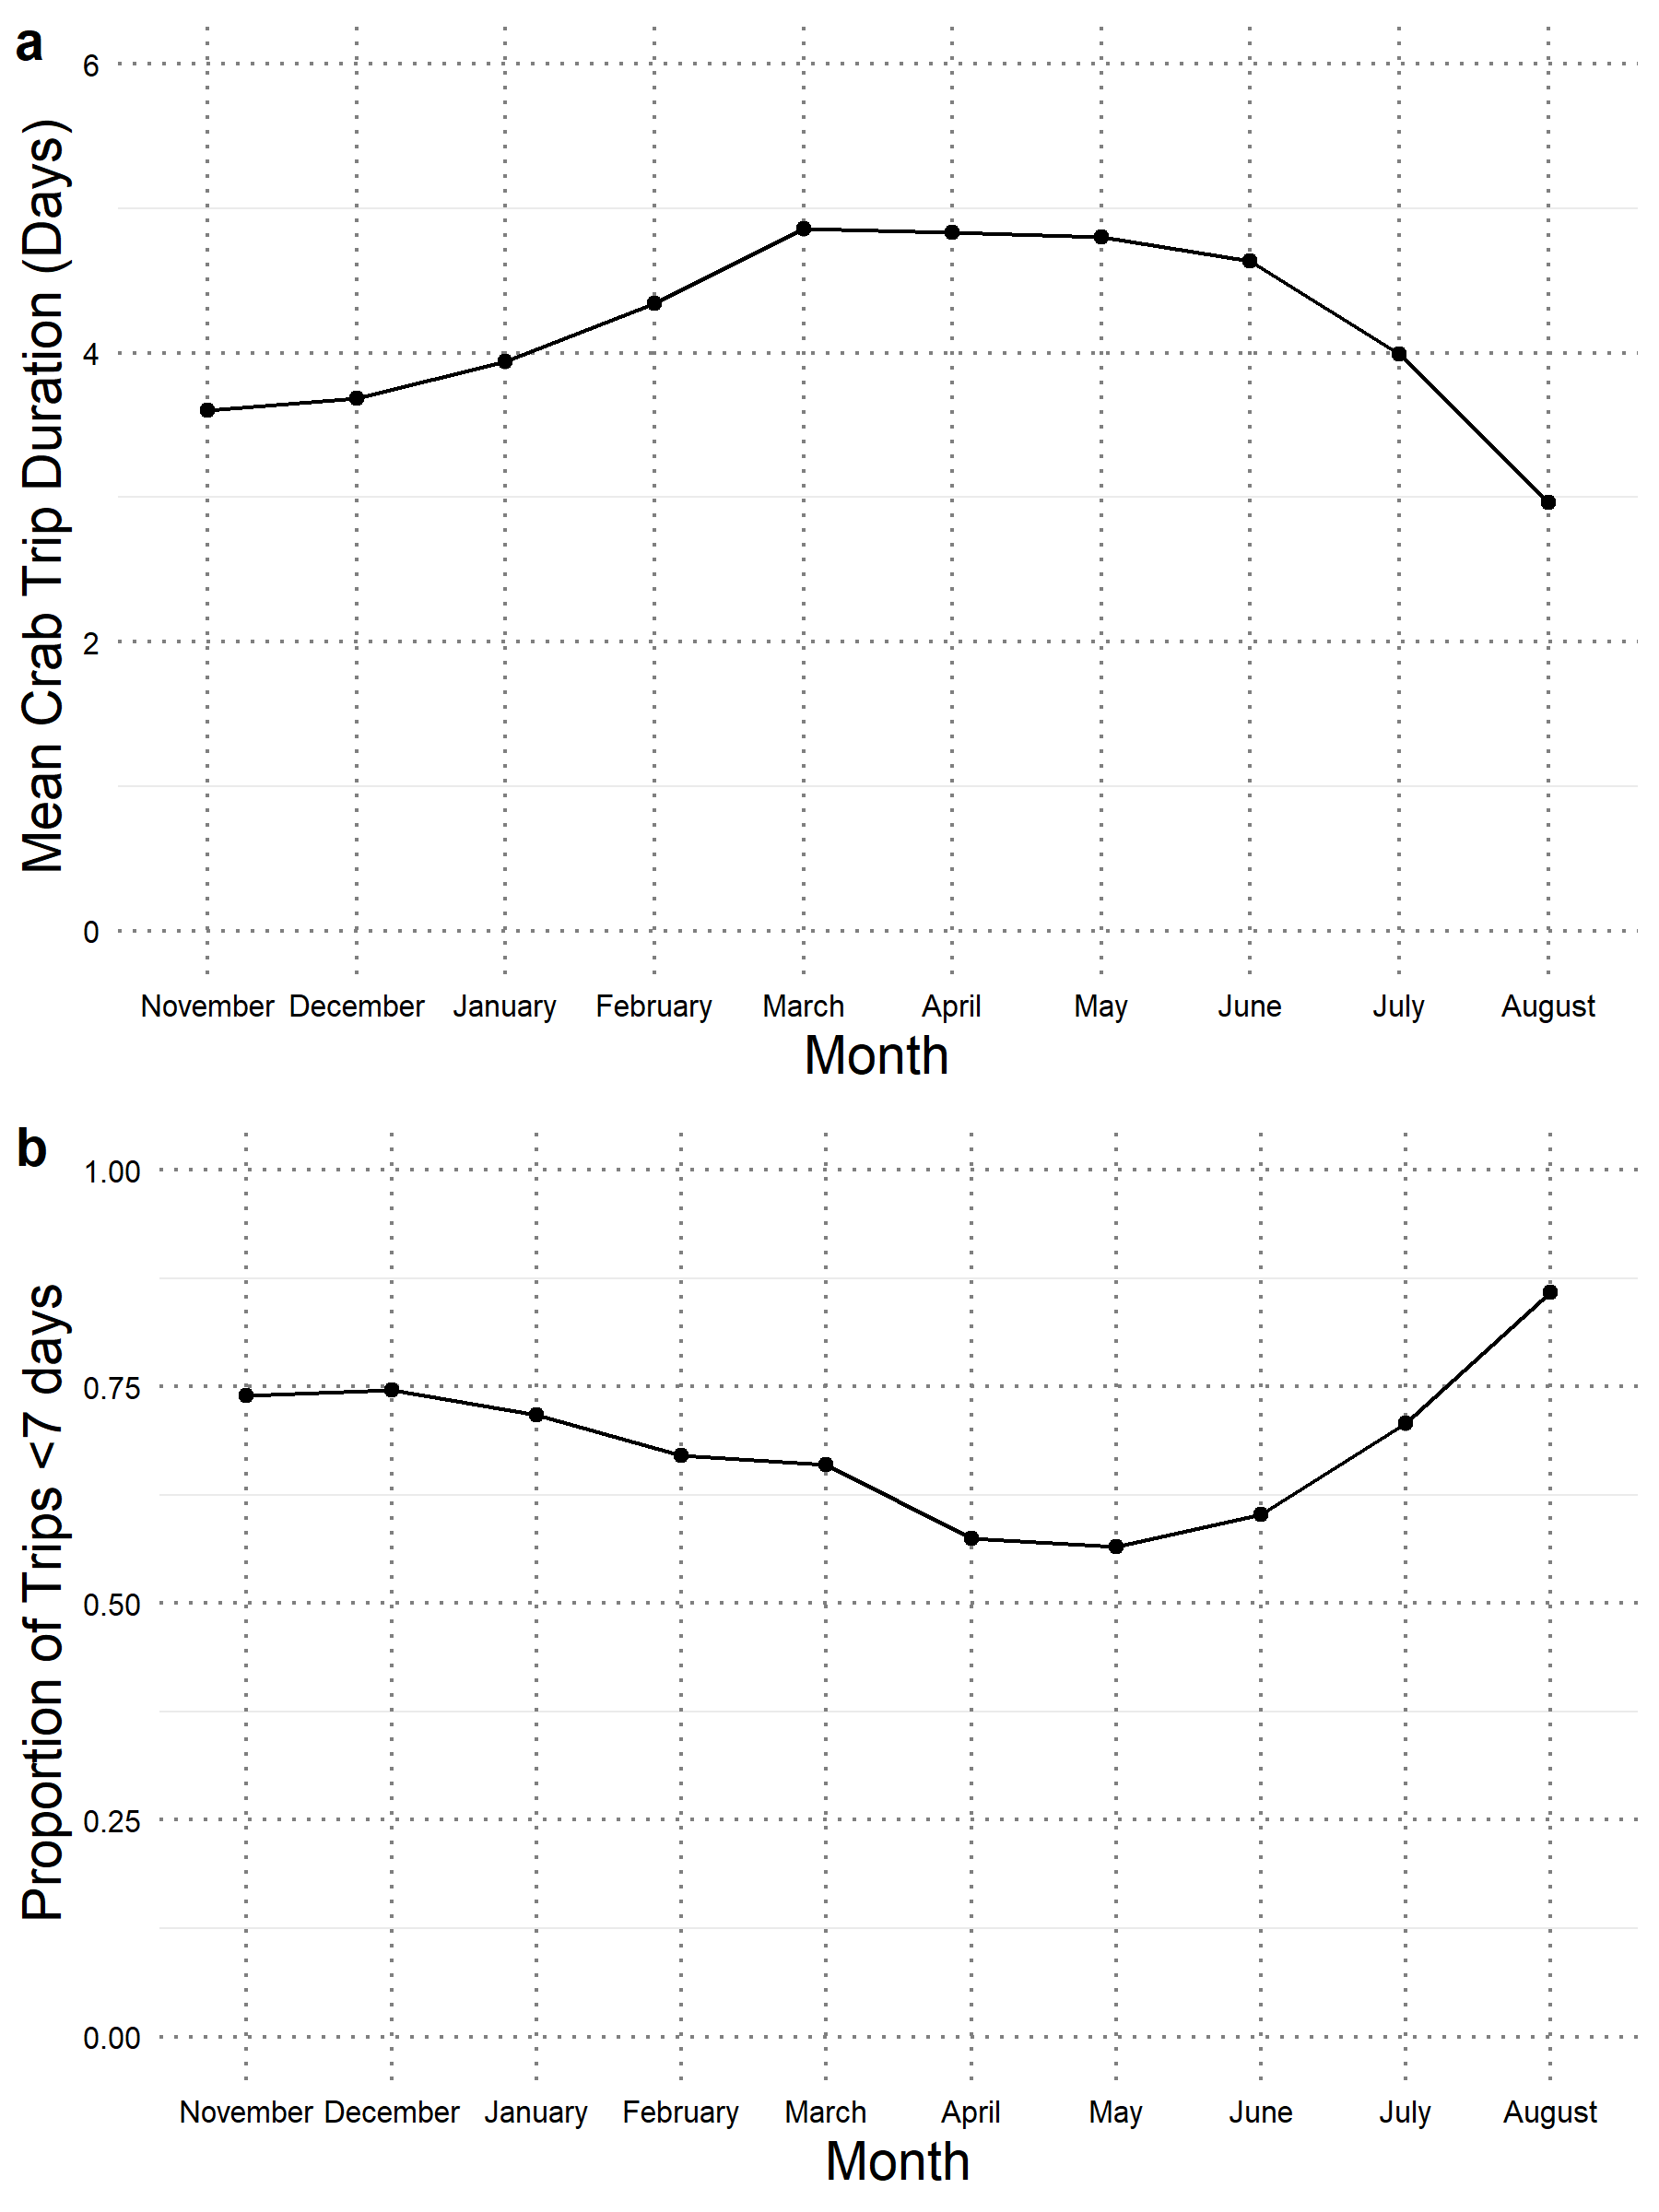 a
Mean Crab Trip Duration (Days)
6
4
2
0
November December January February March April May June July August
Month
b
Proportion of Trips <7 days
1.00
0.75
0.50
0.25
0.00
November December January February March April May June July August
Month